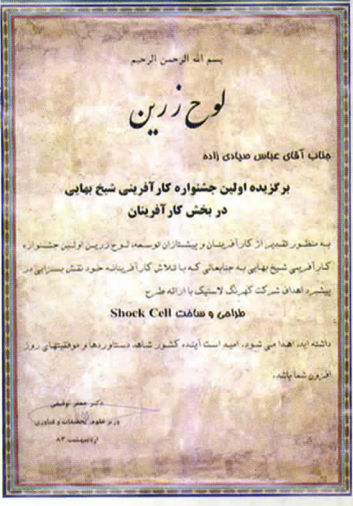 بسم الله الرحمن الرحیم
لوح زرین
جناب آقای عباس صیادی زاده
برگزیده اولین جشنواره کارآفرینی شیخ بهایی
در بخش کارآفرینان
به منظور تقدیر از کارآفرینان و پیشتازان توسعه، لوح زرین اولین جشنواره
کارآفرینی شیخ بهایی به جنابعالی که با تلاش کارآفرینانه خود نقش بسزایی در
پیشبرد اهداف شرکت کهرنگ لاستیک با ارائه طرح
طراحی و ساخت Shock Cell
داشته اید، اهدا می شود. امید است آینده کشور شاهد دستاوردها و موفقیتهای روز
افزون شما باشد.
دکتر جعفر توفیقی
وزیر علوم، تحقیقات و فناوری
اردیبهشت ۸۳